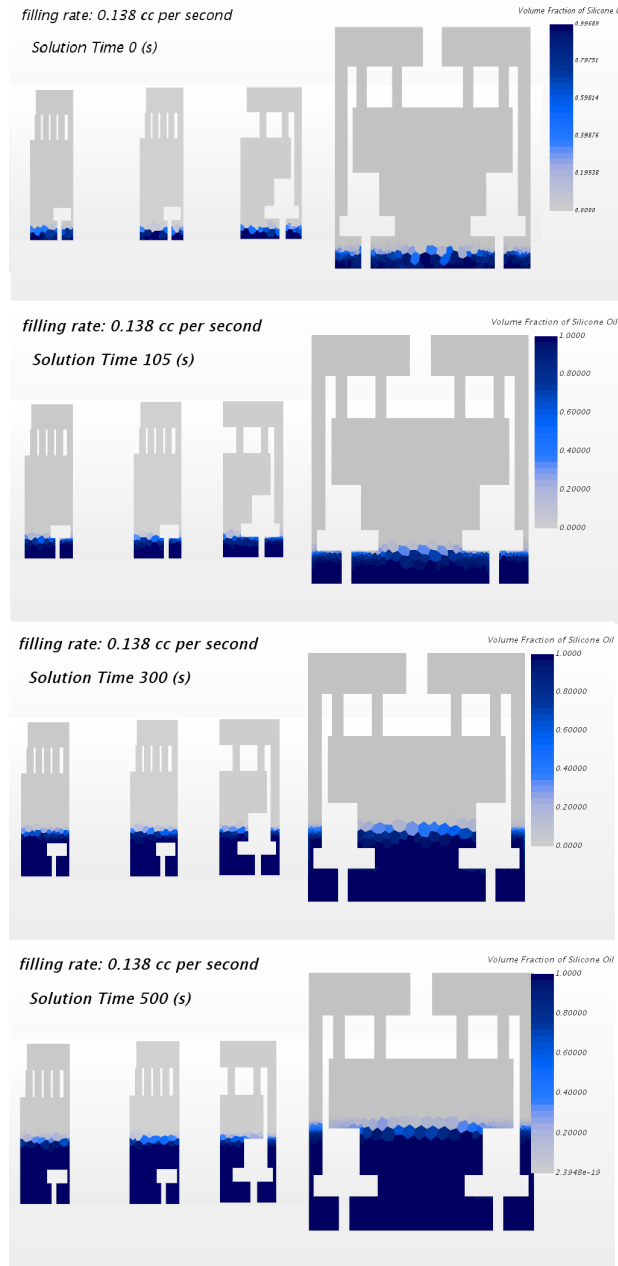 filling rate: 0.138 cc per second
Volume Fraction of Silicone O
Solution Time 0 (s)
0.99689
0.79751
0.59814
0.39876
0.19938
0.0000
filling rate: 0.138 cc per second
Volume Fraction of Silicone Oil
Solution Time 105 (s)
1.0000
0.80000
0.60000
0.40000
0.20000
0.0000
filling rate: 0.138 cc per second
Volume Fraction of Silicone Oil
Solution Time 300 (s)
1.0000
0.80000
0.60000
0.40000
0.20000
0.0000
filling rate: 0.138 cc per second
Volume Fraction of Silicone Oil
Solution Time 500 (s)
1.0000
0.80000
0.60000
0.40000
0.20000
2.3948e-19